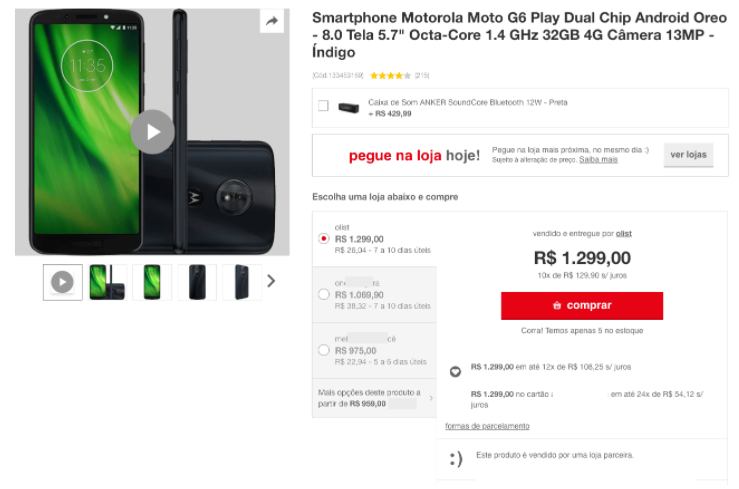 11:35
Smartphone Motorola Moto G6 Play Dual Chip Android Oreo
- 8.0 Tela 5.7" Octa-Core 1.4 GHz 32GB 4G Câmera 13MP -
Índigo
(Cód.133453169) (215)
Caixa de Som ANKER SoundCore Bluetooth 12W - Preta
+ R$ 429,99
pegue na loja hoje!
Pegue na loja mais próxima, no mesmo dia :)
Sujeito à alteração de preço. Saiba mais
ver lojas
Escolha uma loja abaixo e compre
olist
R$ 1.299,00
R$ 26,04 - 7 a 10 dias úteis
R$ 1.069,90
R$ 38,32 - 7 a 10 dias úteis
R$ 975,00
R$ 22,94 - 5 a 6 dias úteis
Mais opções deste produto a
partir de R$ 959,00
vendido e entregue por olist
R$ 1.299,00
10x de R$ 129,90 s/ juros
comprar
Corra! Temos apenas 5 no estoque
R$ 1.299,00 em até 12x de R$ 108,25 s/ juros
R$ 1.299,00 no cartão em até 24x de R$ 54,12 s/
juros
formas de parcelamento
:) Este produto é vendido por uma loja parceira.